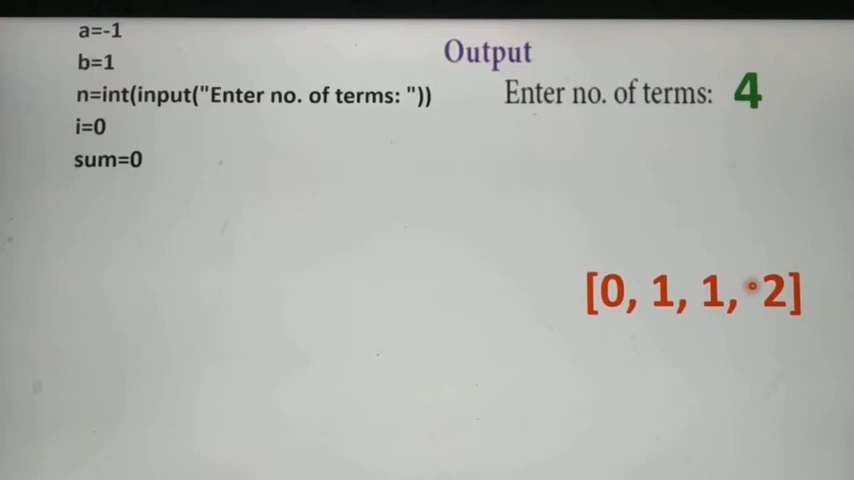 a=-1
b=1
n=int(input("Enter no. of terms: "))
i=0
sum=0
Output
Enter no. of terms: 4
[0, 1, 1, 2]